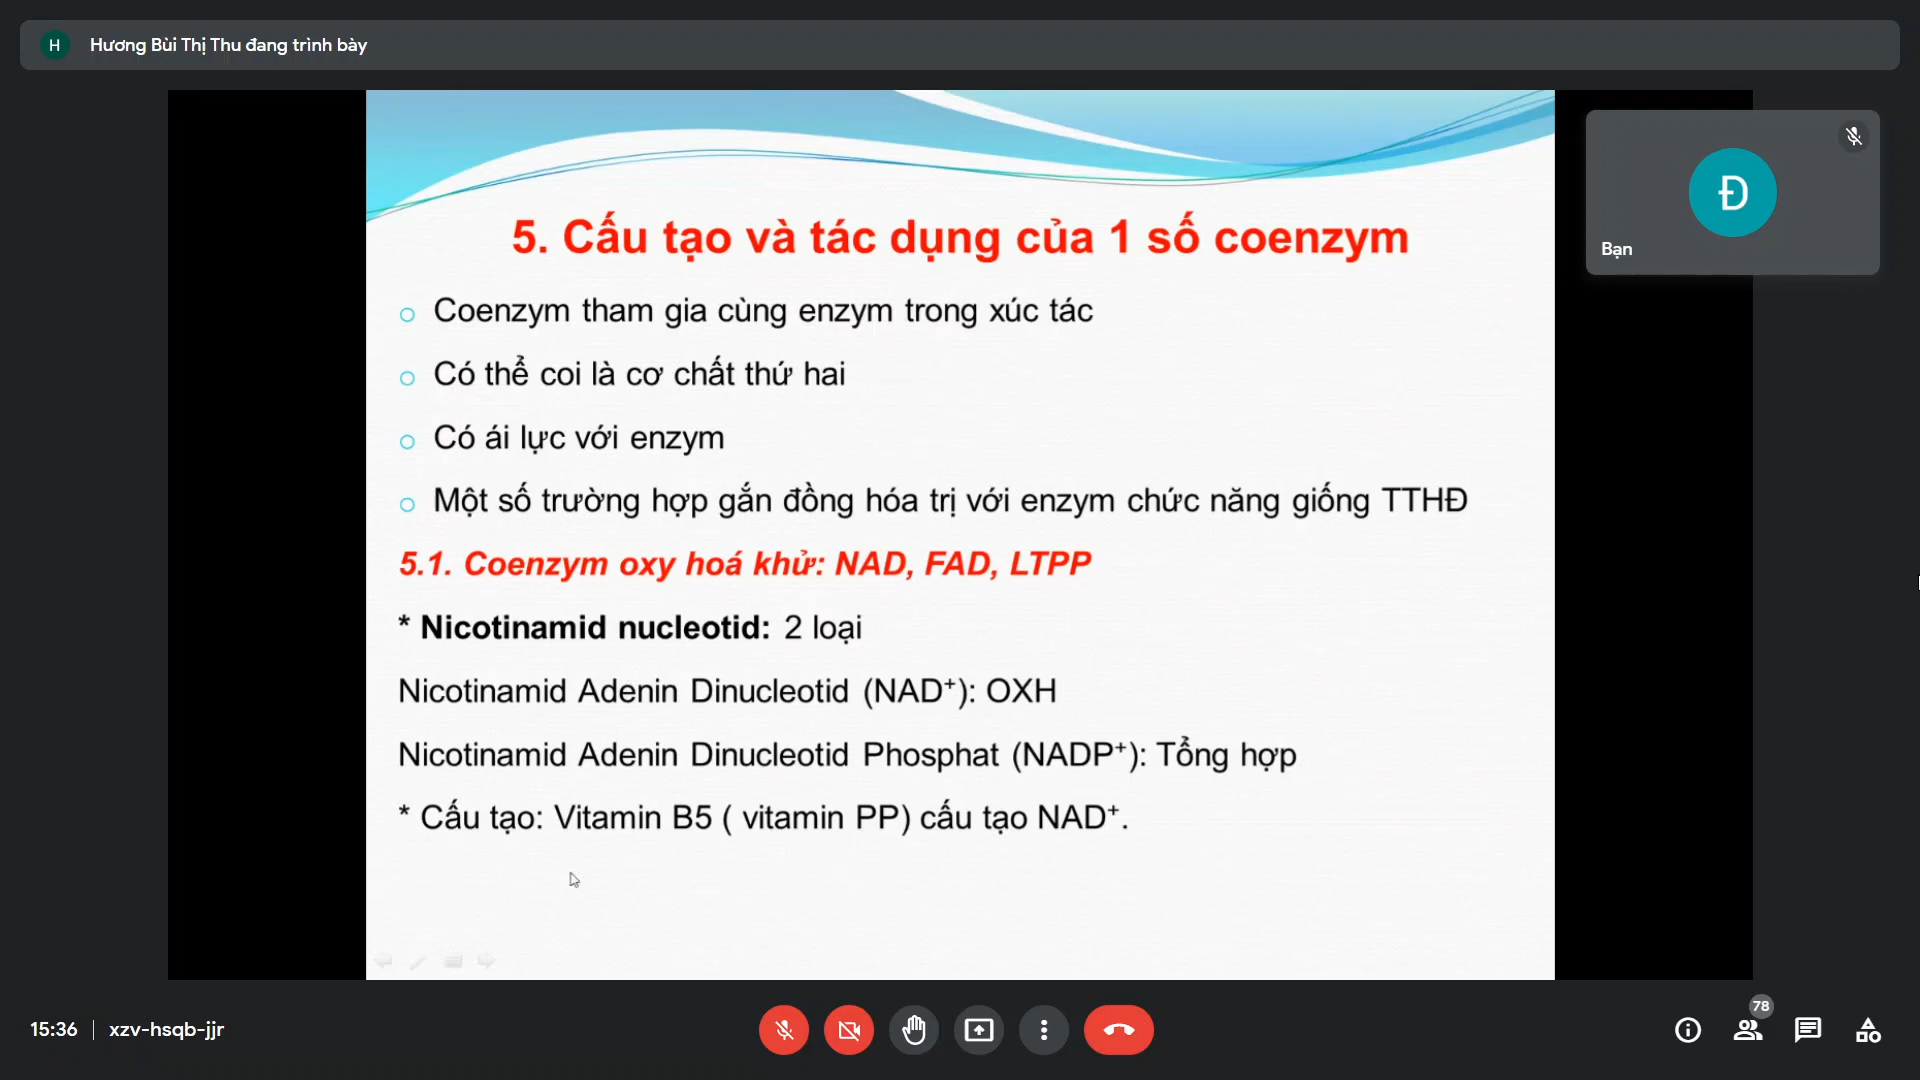 H
Hương Bùi Thị Thu đang trình bày
5. Cấu tạo và tác dụng của 1 số coenzym
Coenzym tham gia cùng enzym trong xúc tác
Có thể coi là cơ chất thứ hai
Có ái lực với enzym
Một số trường hợp gắn đồng hóa trị với enzym chức năng giống TTHĐ
5.1. Coenzym oxy hoá khử: NAD, FAD, LTPP
* Nicotinamid nucleotid: 2 loại
Nicotinamid Adenin Dinucleotid (NAD⁺): OXH
Nicotinamid Adenin Dinucleotid Phosphat (NADP⁺): Tổng hợp
* Cấu tạo: Vitamin B5 ( vitamin PP) cấu tạo NAD⁺.
Đ
Bạn
15:36 | xzv-hsqb-jjr
78